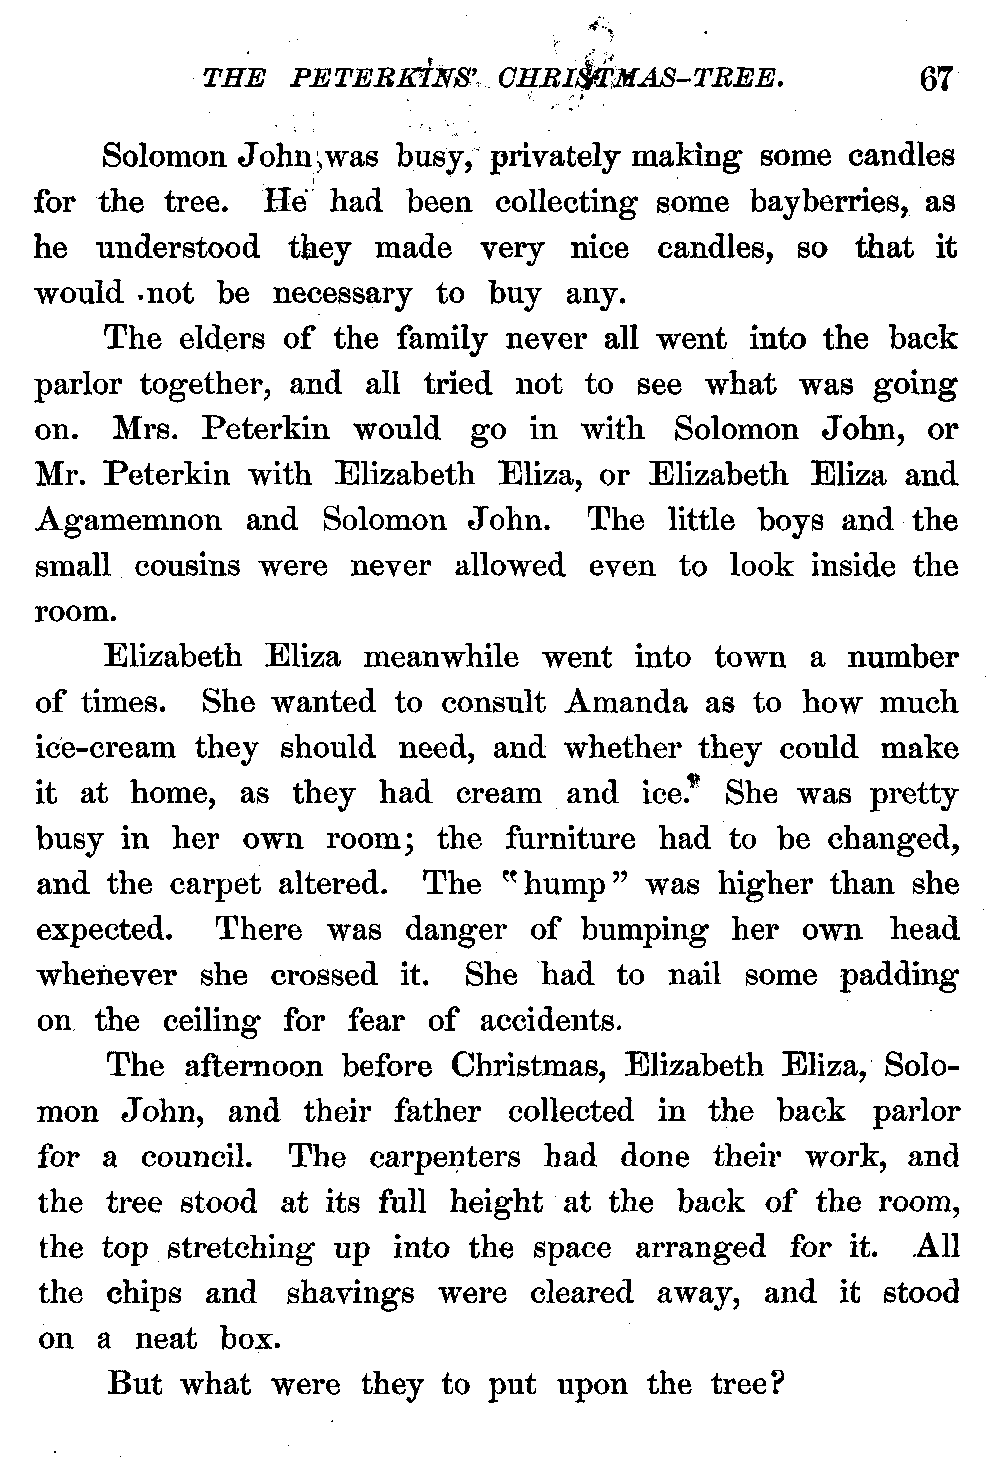 THE PETERKINS' CHRISTMAS-TREE. 67
Solomon John was busy, privately making some candles
for the tree. He had been collecting some bayberries, as
he understood they made very nice candles, so that it
would not be necessary to buy any.
The elders of the family never all went into the back
parlor together, and all tried not to see what was going
on. Mrs. Peterkin would go in with Solomon John, or
Mr. Peterkin with Elizabeth Eliza, or Elizabeth Eliza and
Agamemnon and Solomon John. The little boys and the
small cousins were never allowed even to look inside the
room.
Elizabeth Eliza meanwhile went into town a number
of times. She wanted to consult Amanda as to how much
ice-cream they should need, and whether they could make
it at home, as they had cream and ice. She was pretty
busy in her own room; the furniture had to be changed,
and the carpet altered. The "hump" was higher than she
expected. There was danger of bumping her own head
whenever she crossed it. She had to nail some padding
on the ceiling for fear of accidents.
The afternoon before Christmas, Elizabeth Eliza, Solo-
mon John, and their father collected in the back parlor
for a council. The carpenters had done their work, and
the tree stood at its full height at the back of the room,
the top stretching up into the space arranged for it. All
the chips and shavings were cleared away, and it stood
on a neat box.
But what were they to put upon the tree?